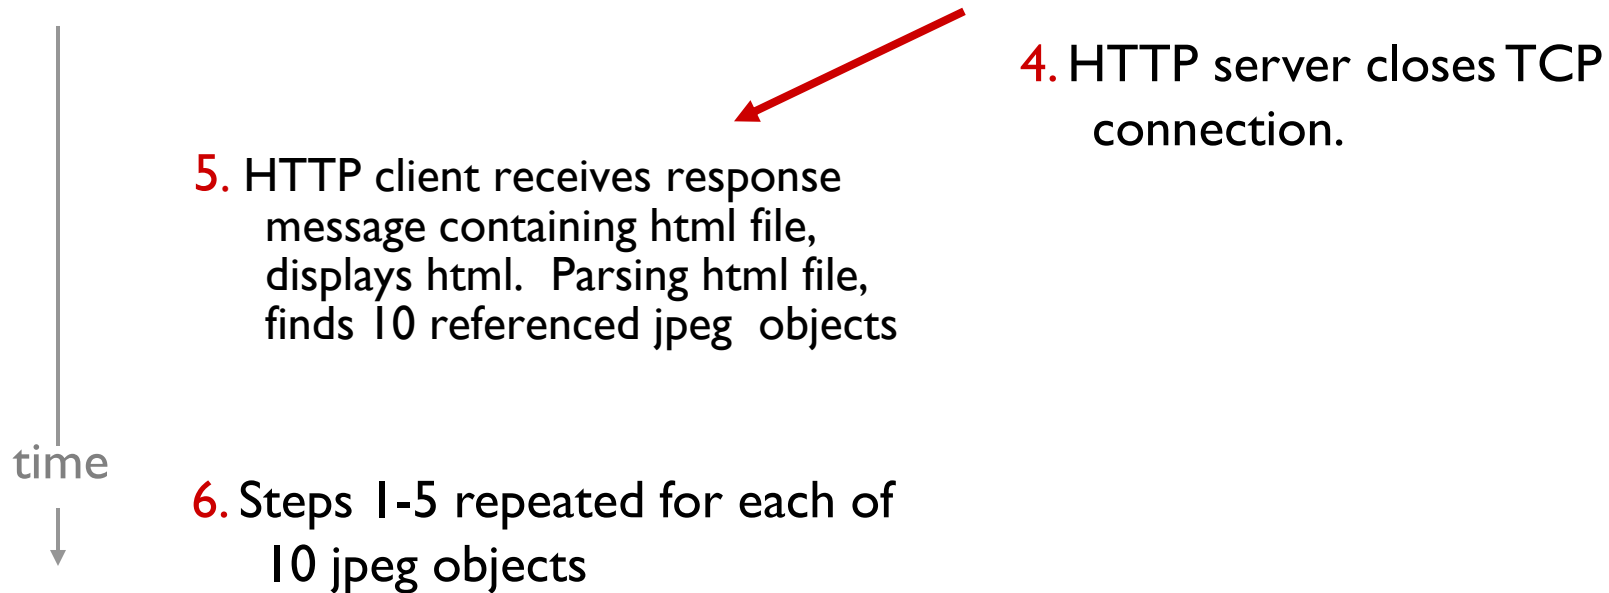 4. HTTP server closes TCP
connection.
5. HTTP client receives response
message containing html file,
displays html.  Parsing html file,
finds 10 referenced jpeg  objects
time
6. Steps 1-5 repeated for each of
10 jpeg objects